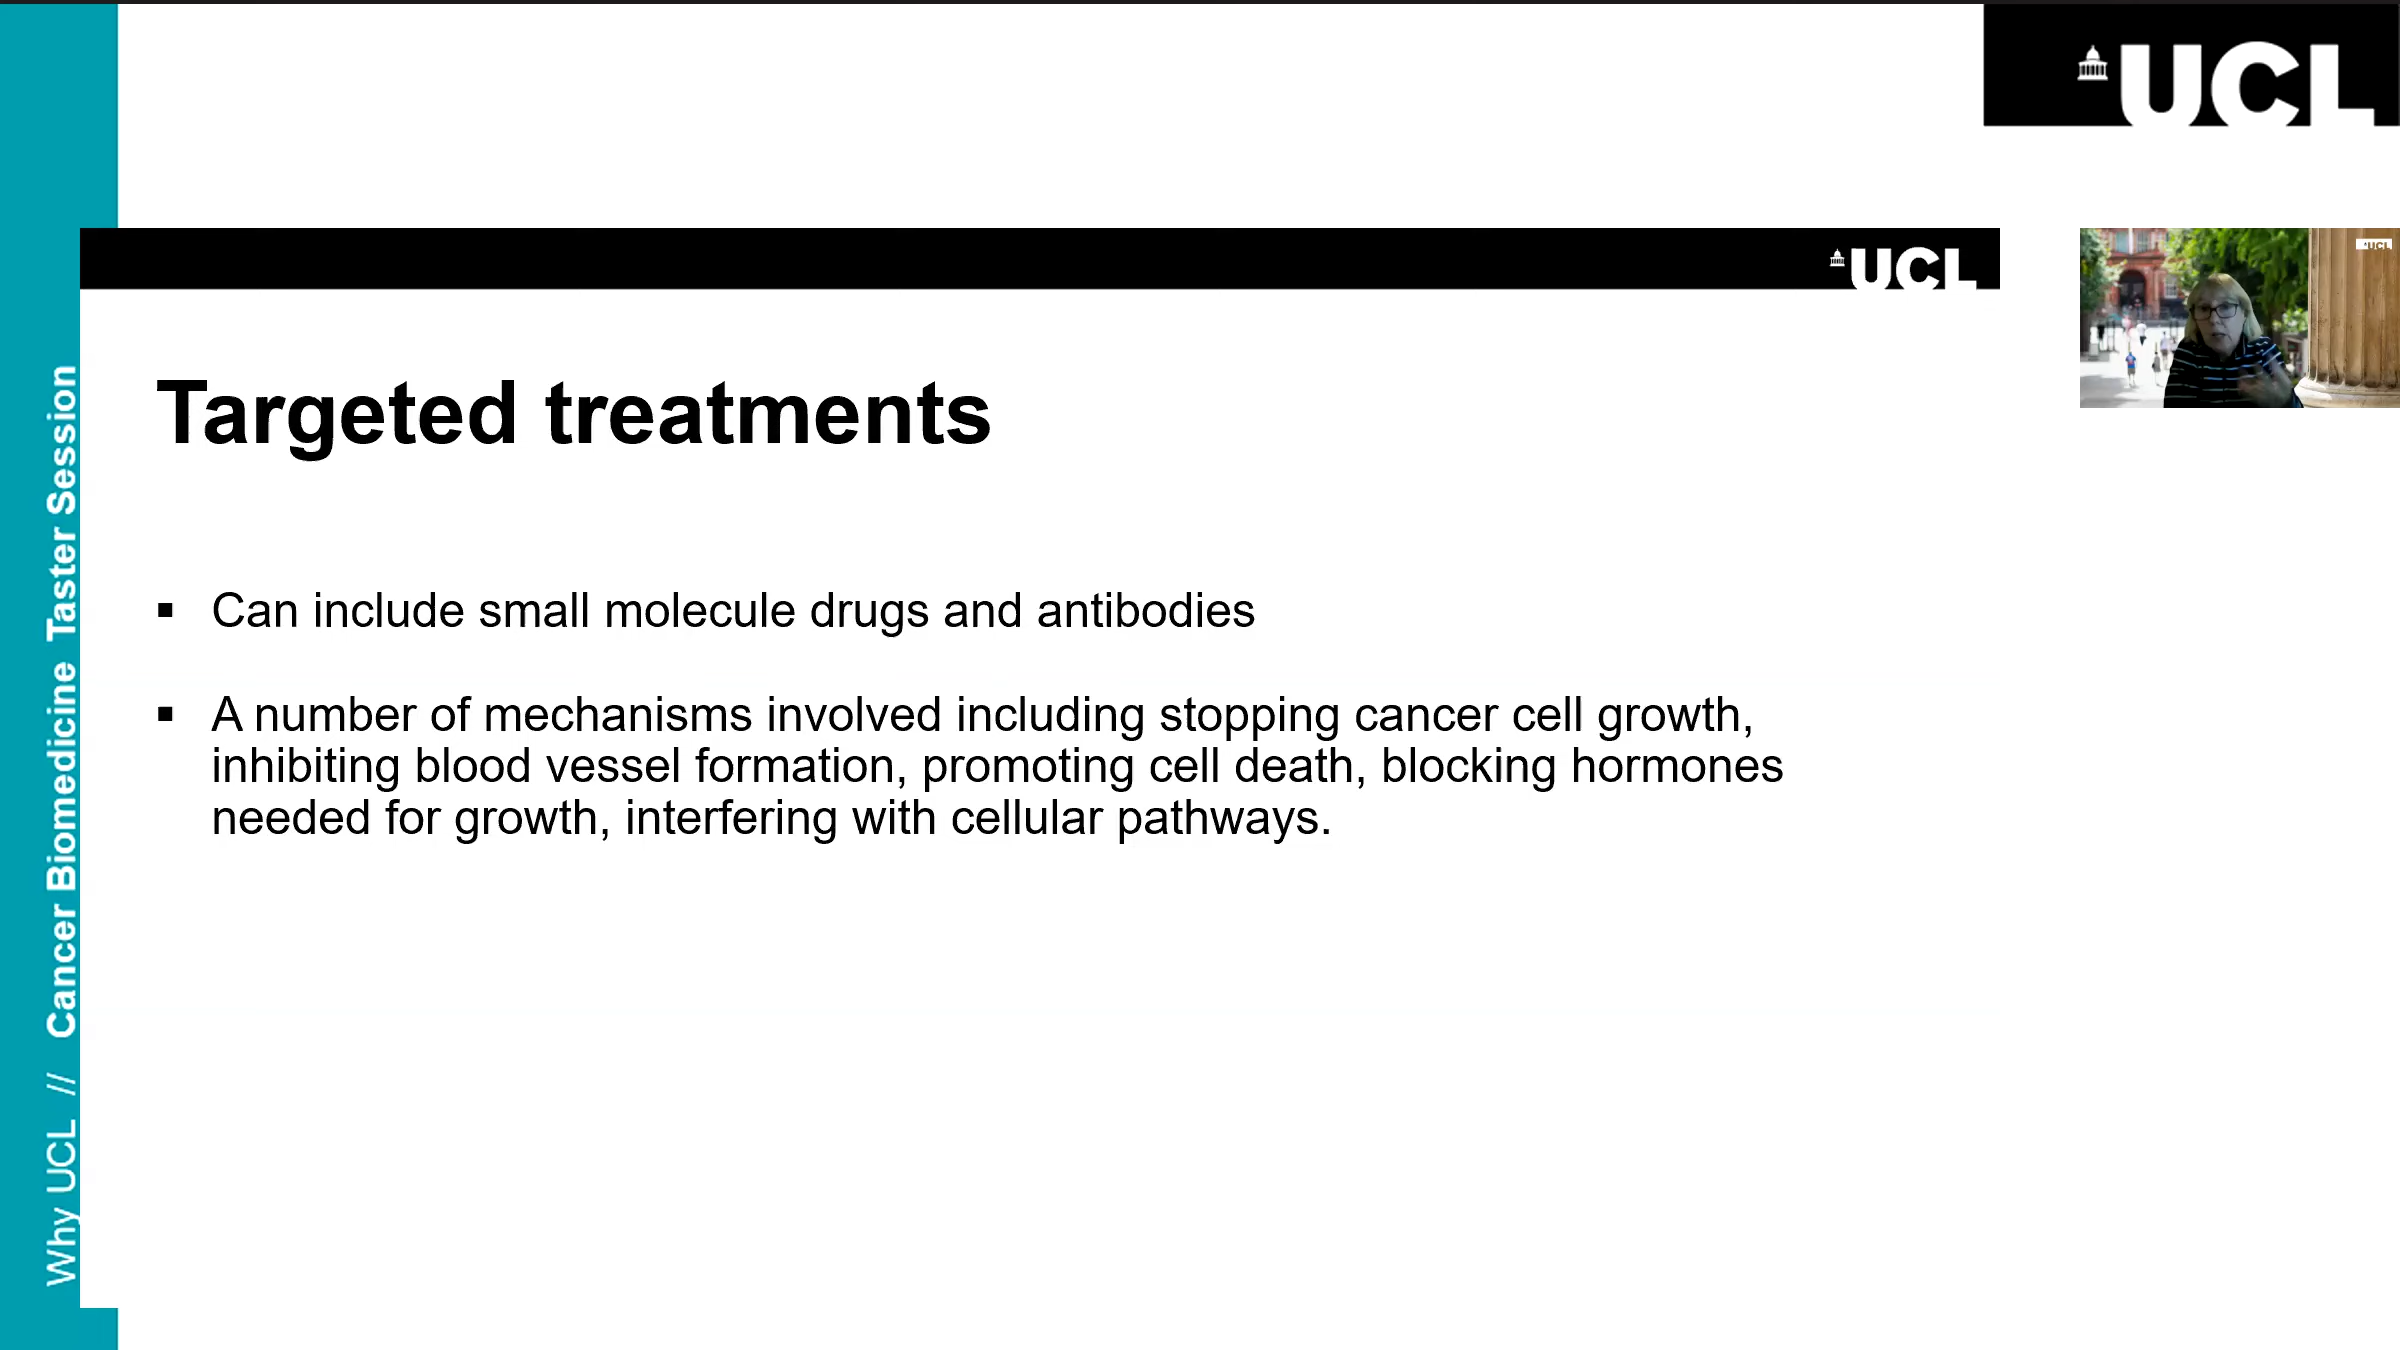 UCL
UCL
UCL
Targeted treatments
▪ Can include small molecule drugs and antibodies
▪ A number of mechanisms involved including stopping cancer cell growth,
inhibiting blood vessel formation, promoting cell death, blocking hormones
needed for growth, interfering with cellular pathways.
Why UCL // Cancer Biomedicine Taster Session